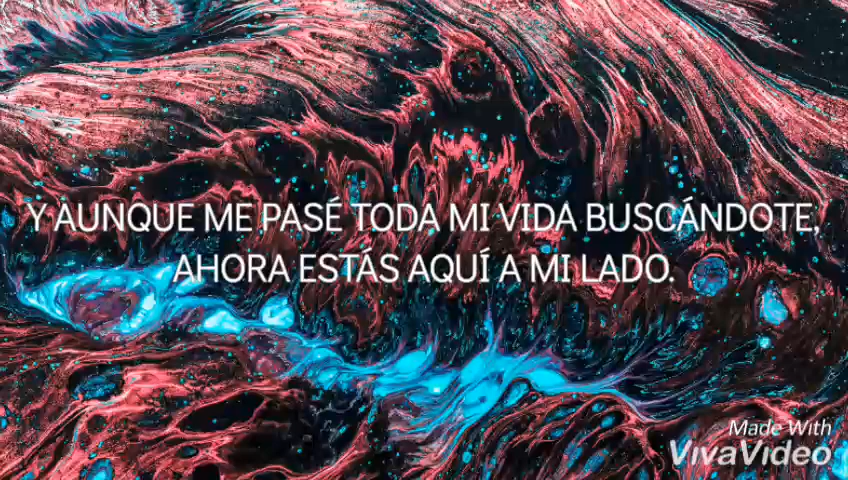 Y AUNQUE ME PASÉ TODA MI VIDA BUSCÁNDOTE,
AHORA ESTÁS AQUÍ A MI LADO.
Made With
VivaVideo